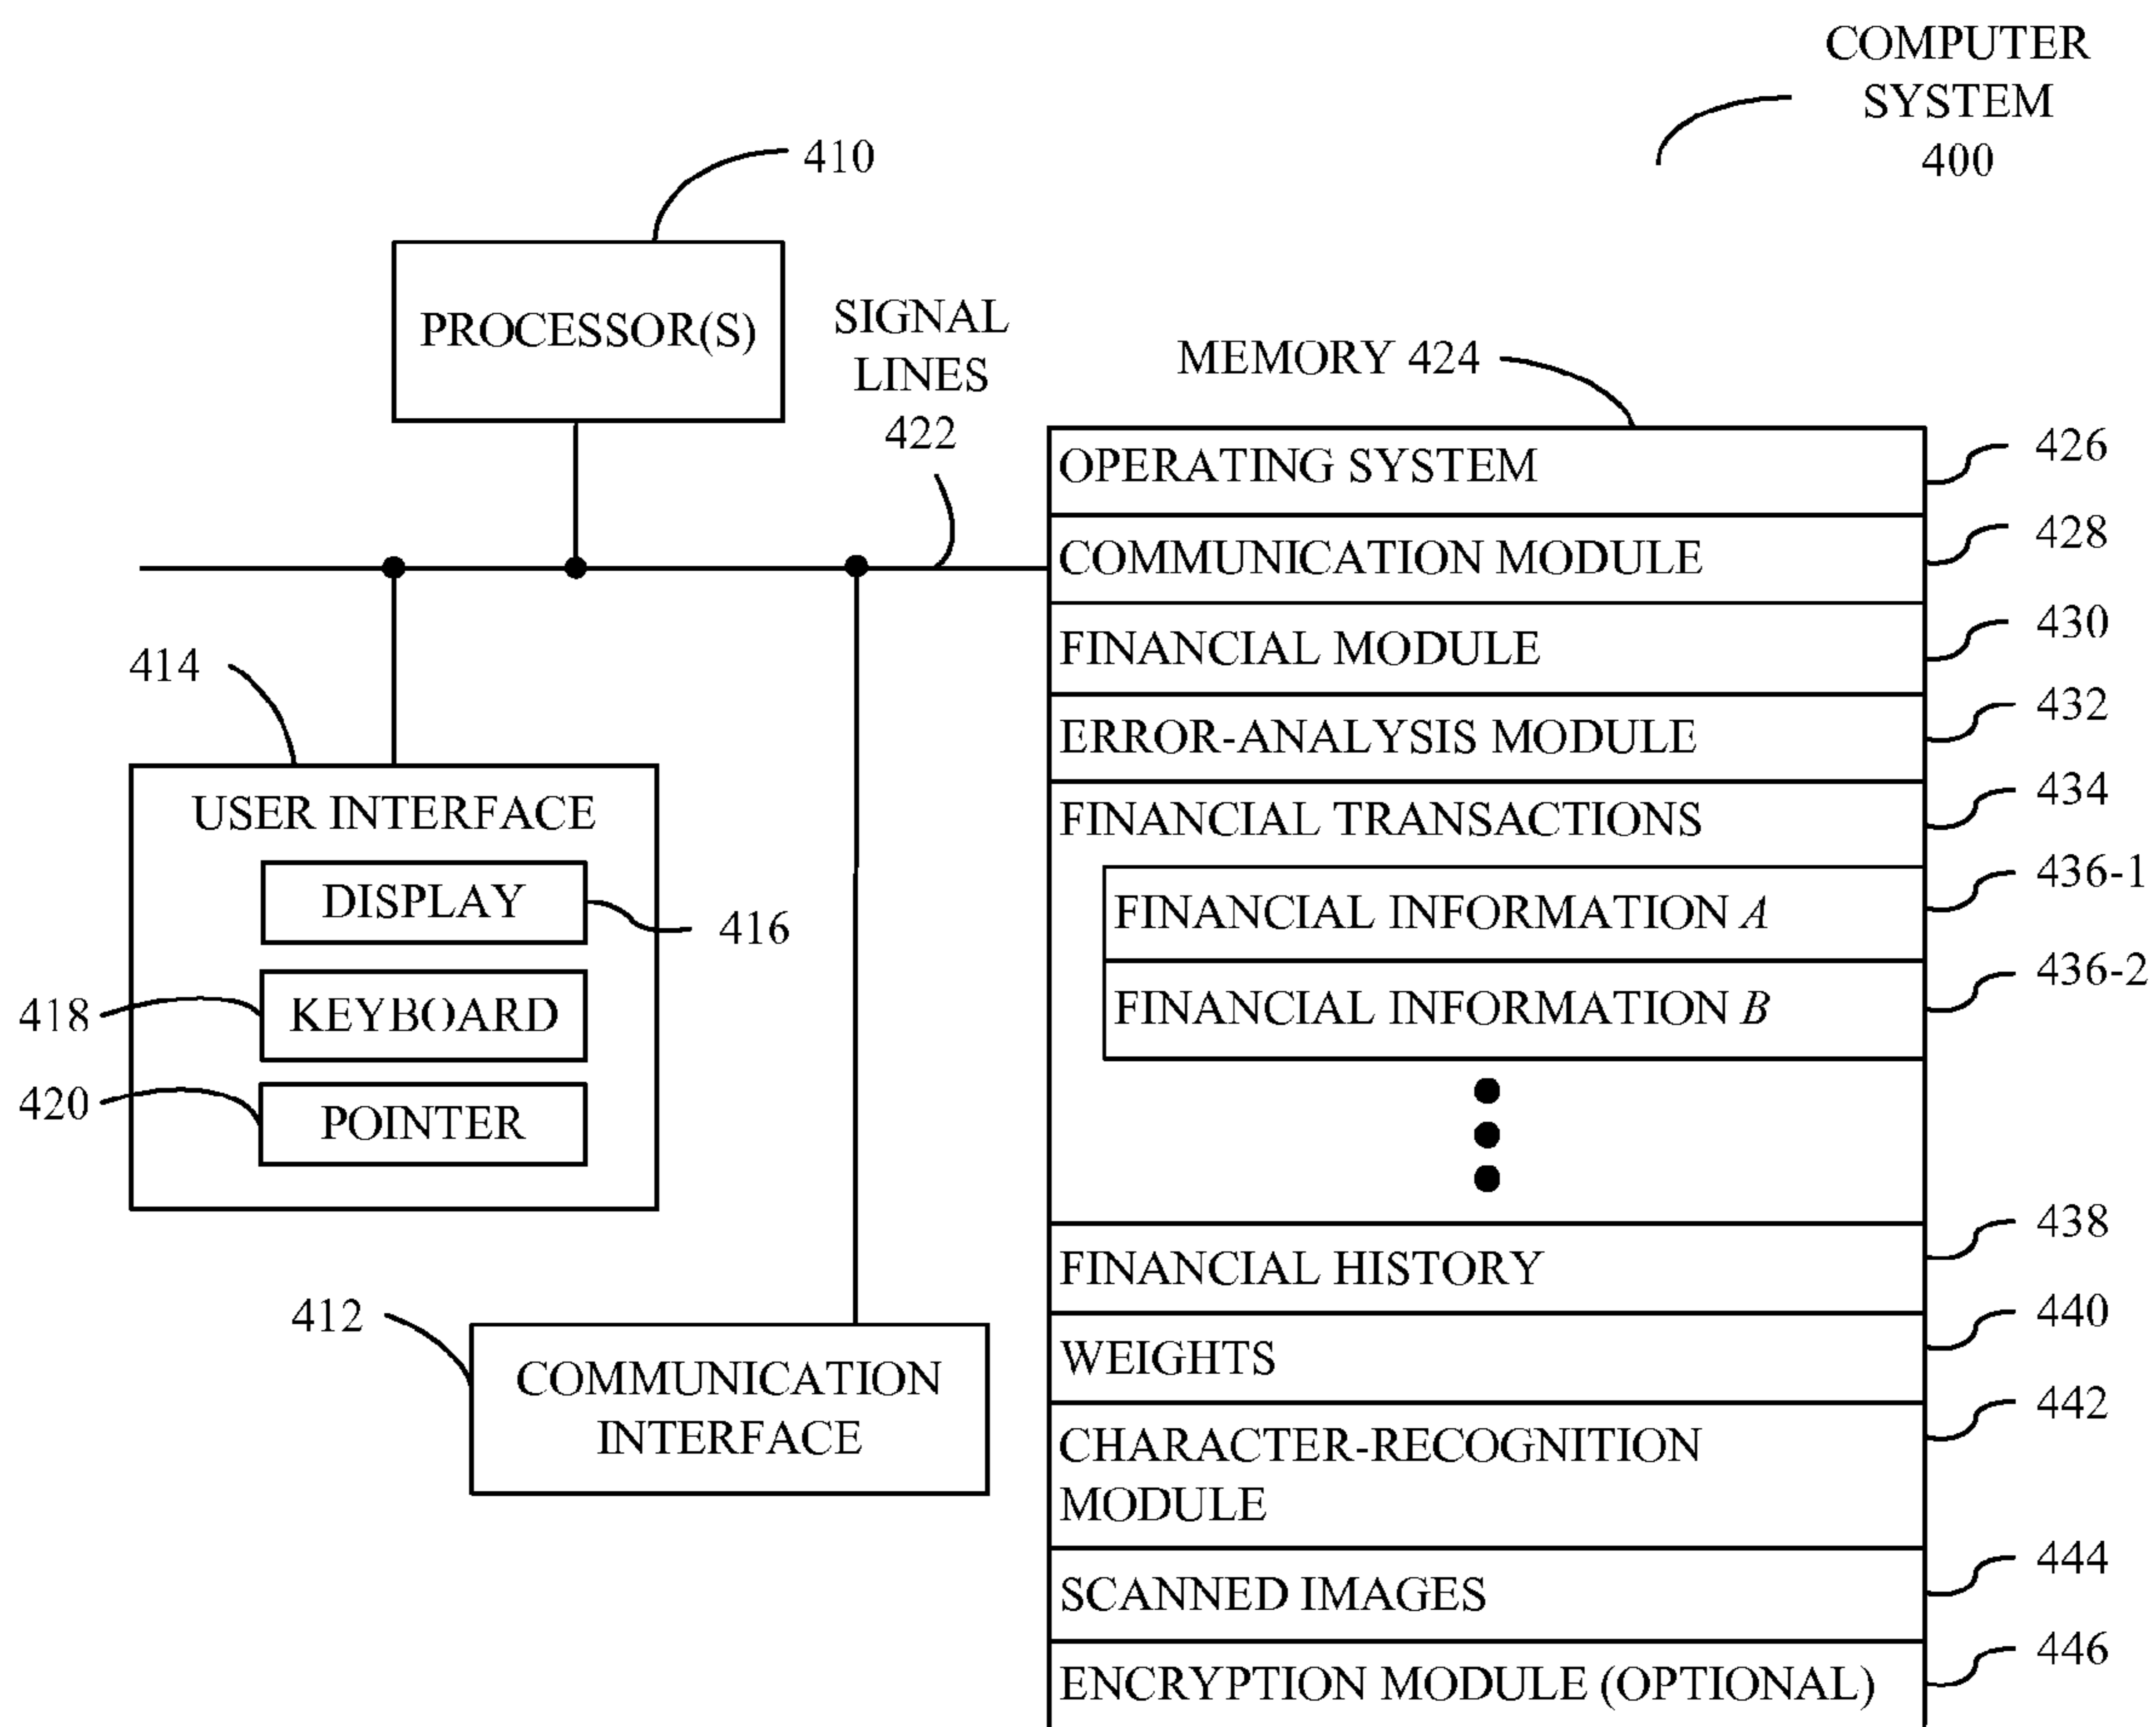 COMPUTER
SYSTEM
400
410
PROCESSOR(S)
SIGNAL
LINES
422
MEMORY 424
OPERATING SYSTEM
426
COMMUNICATION MODULE
428
FINANCIAL MODULE
430
ERROR-ANALYSIS MODULE
432
FINANCIAL TRANSACTIONS
434
FINANCIAL INFORMATION A
436-1
FINANCIAL INFORMATION B
436-2
FINANCIAL HISTORY
438
WEIGHTS
440
CHARACTER-RECOGNITION
MODULE
442
SCANNED IMAGES
444
ENCRYPTION MODULE (OPTIONAL)
446
414
USER INTERFACE
DISPLAY
416
418
KEYBOARD
420
POINTER
412
COMMUNICATION
INTERFACE